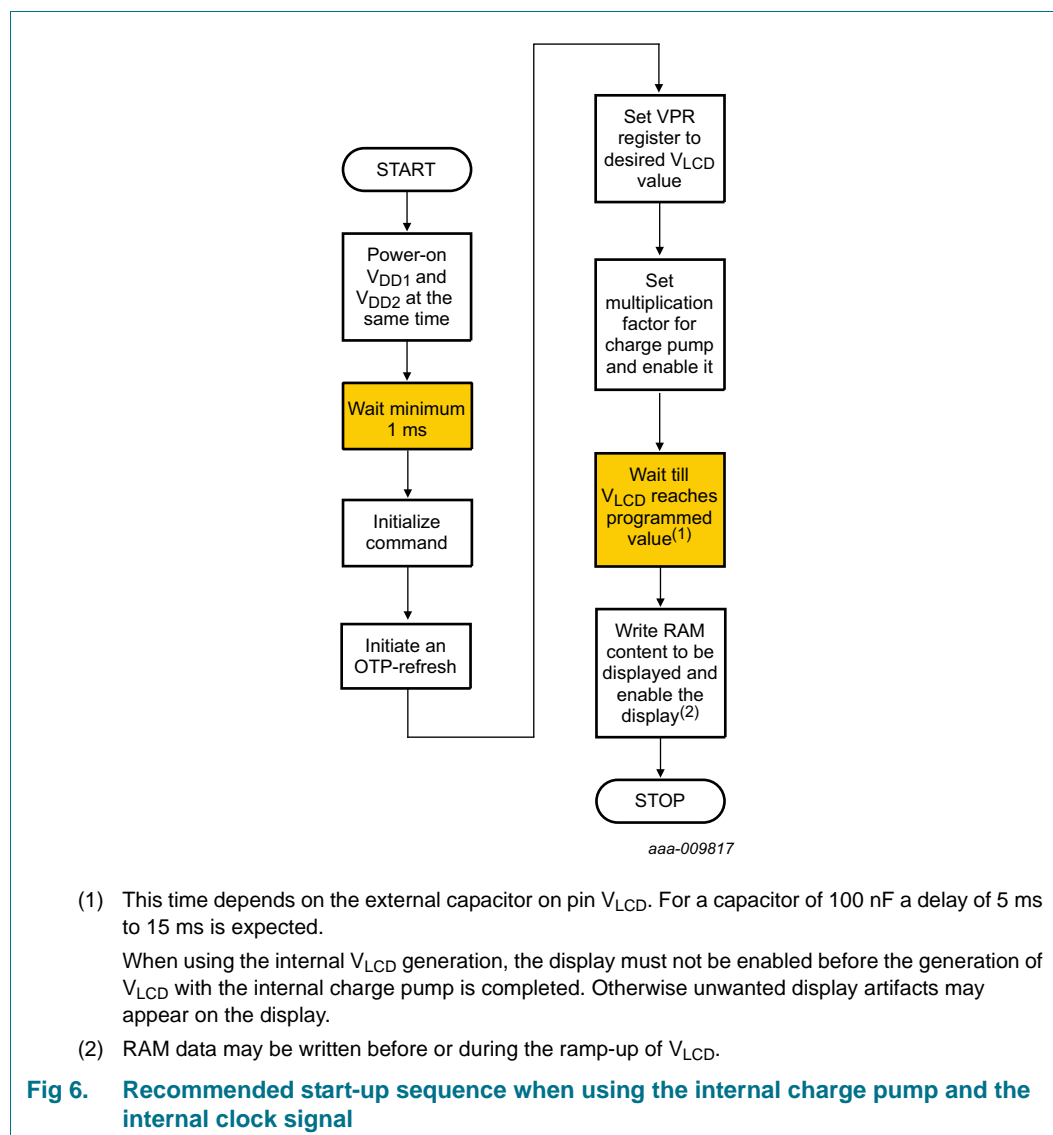 START
Power-on
VDD1 and
VDD2 at the
same time
Wait minimum
1 ms
Initialize
command
Initiate an
OTP-refresh
Set VPR
register to
desired VLCD
value
Set
multiplication
factor for
charge pump
and enable it
Wait till
VLCD reaches
programmed
value(1)
Write RAM
content to be
displayed and
enable the
display(2)
STOP
aaa-009817
(1) This time depends on the external capacitor on pin VLCD. For a capacitor of 100 nF a delay of 5 ms
to 15 ms is expected.
When using the internal VLCD generation, the display must not be enabled before the generation of
VLCD with the internal charge pump is completed. Otherwise unwanted display artifacts may
appear on the display.
(2) RAM data may be written before or during the ramp-up of VLCD.
Fig 6. Recommended start-up sequence when using the internal charge pump and the
internal clock signal